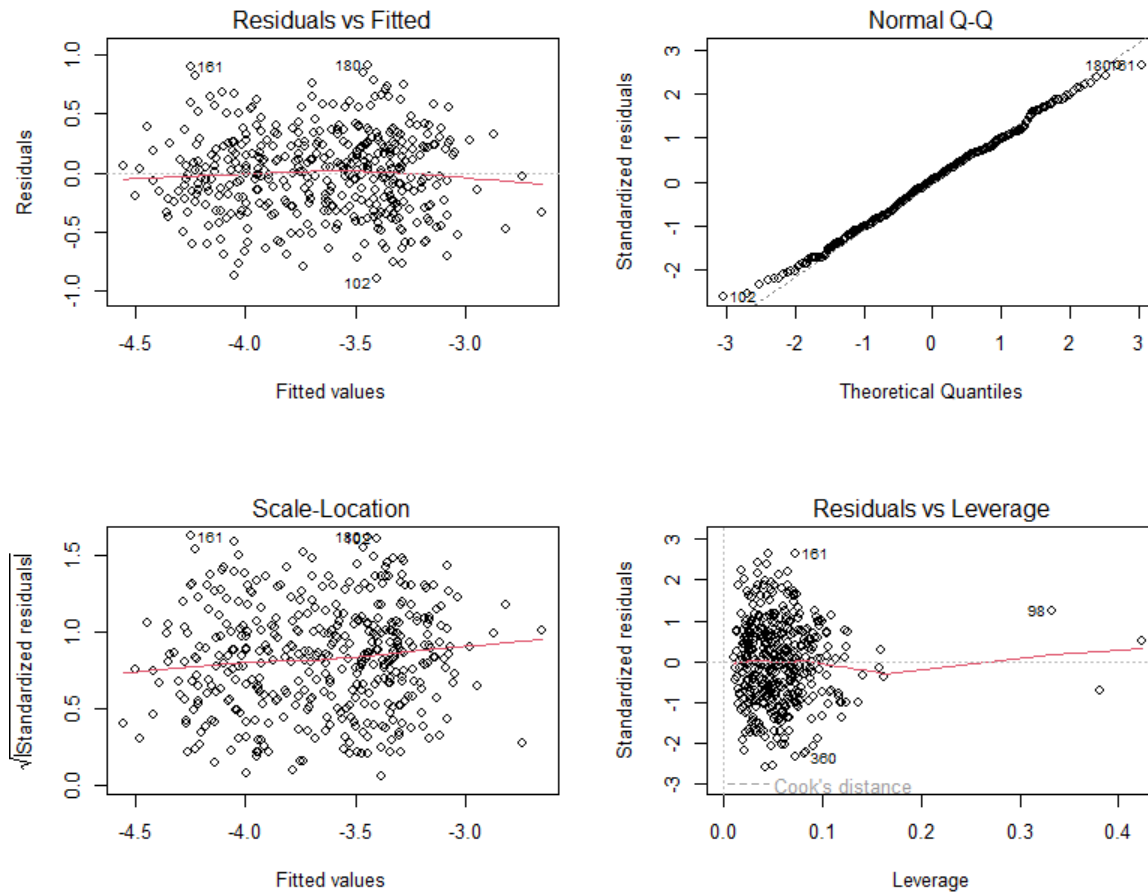 Residuals vs Fitted
Residuals
1.0
0.5
0.0
-0.5
-1.0
161
180
102
-4.5 -4.0 -3.5 -3.0
Fitted values
Normal Q-Q
Standardized residuals
3
2
1
0
-1
-2
180
161
102
-3 -2 -1 0 1 2 3
Theoretical Quantiles
Scale-Location
√|Standardized residuals|
1.5
1.0
0.5
0.0
161
180
102
-4.5 -4.0 -3.5 -3.0
Fitted values
Residuals vs Leverage
Standardized residuals
3
2
1
0
-1
-2
-3
161
98
360
Cook's distance
0.0 0.1 0.2 0.3 0.4
Leverage